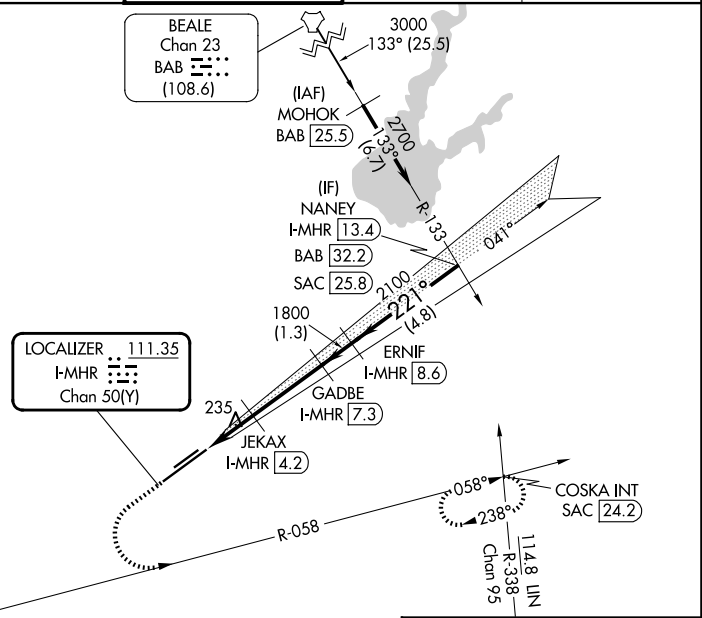 BEALE
Chan 23
BAB
(108.6)
3000
133° (25.5)
(IAF)
MOHOK
BAB 25.5
2700
133°
(6.7)
(IF)
NANEY
I-MHR 13.4
BAB 32.2
SAC 25.8
R-133
041°
2100
221°
(4.8)
1800
(1.3)
LOCALIZER 111.35
I-MHR
Chan 50(Y)
ERNIF
I-MHR 8.6
GADBE
I-MHR 7.3
235
JEKAX
I-MHR 4.2
058°
COSKA INT
SAC 24.2
238°
R-058
114.8 LIN
R-338
Chan 95